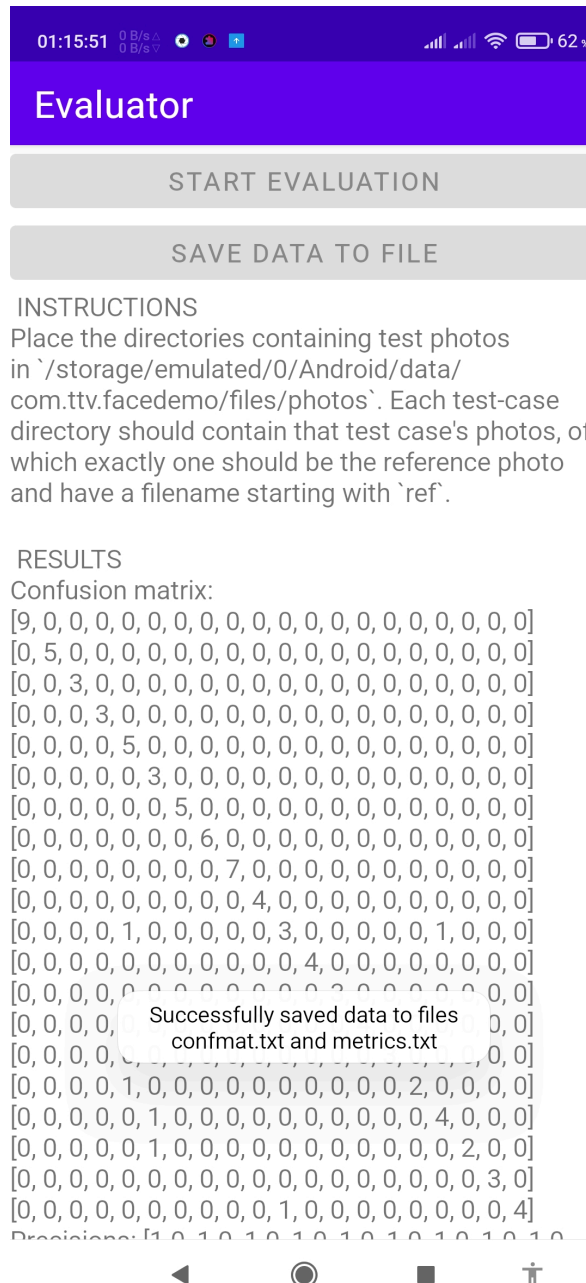 01:15:51 0 B/s 0 B/s 62
Evaluator
START EVALUATION
SAVE DATA TO FILE
INSTRUCTIONS
Place the directories containing test photos
in `/storage/emulated/0/Android/data/
com.ttv.facedemo/files/photos`. Each test-case
directory should contain that test case's photos, of
which exactly one should be the reference photo
and have a filename starting with `ref`.
RESULTS
Confusion matrix:
[9, 0, 0, 0, 0, 0, 0, 0, 0, 0, 0, 0, 0, 0, 0, 0, 0, 0, 0, 0]
[0, 5, 0, 0, 0, 0, 0, 0, 0, 0, 0, 0, 0, 0, 0, 0, 0, 0, 0, 0]
[0, 0, 3, 0, 0, 0, 0, 0, 0, 0, 0, 0, 0, 0, 0, 0, 0, 0, 0, 0]
[0, 0, 0, 3, 0, 0, 0, 0, 0, 0, 0, 0, 0, 0, 0, 0, 0, 0, 0, 0]
[0, 0, 0, 0, 5, 0, 0, 0, 0, 0, 0, 0, 0, 0, 0, 0, 0, 0, 0, 0]
[0, 0, 0, 0, 0, 3, 0, 0, 0, 0, 0, 0, 0, 0, 0, 0, 0, 0, 0, 0]
[0, 0, 0, 0, 0, 0, 5, 0, 0, 0, 0, 0, 0, 0, 0, 0, 0, 0, 0, 0]
[0, 0, 0, 0, 0, 0, 0, 6, 0, 0, 0, 0, 0, 0, 0, 0, 0, 0, 0, 0]
[0, 0, 0, 0, 0, 0, 0, 0, 7, 0, 0, 0, 0, 0, 0, 0, 0, 0, 0, 0]
[0, 0, 0, 0, 0, 0, 0, 0, 0, 4, 0, 0, 0, 0, 0, 0, 0, 0, 0, 0]
[0, 0, 0, 0, 1, 0, 0, 0, 0, 0, 3, 0, 0, 0, 0, 0, 1, 0, 0, 0]
[0, 0, 0, 0, 0, 0, 0, 0, 0, 0, 0, 4, 0, 0, 0, 0, 0, 0, 0, 0]
[0, 0, 0, 0, 0, 0]
[0, 0, 0, 0, 0, 0]
Successfully saved data to files
confmat.txt and metrics.txt
[0, 0, 0, 0, 0, 0]
[0, 0, 0, 0, 1, 0, 0, 0, 0, 0, 0, 0, 0, 0, 0, 2, 0, 0, 0, 0]
[0, 0, 0, 0, 0, 1, 0, 0, 0, 0, 0, 0, 0, 0, 0, 0, 4, 0, 0, 0]
[0, 0, 0, 0, 0, 1, 0, 0, 0, 0, 0, 0, 0, 0, 0, 0, 0, 2, 0, 0]
[0, 0, 0, 0, 0, 0, 0, 0, 0, 0, 0, 0, 0, 0, 0, 0, 0, 0, 3, 0]
[0, 0, 0, 0, 0, 0, 0, 0, 0, 0, 1, 0, 0, 0, 0, 0, 0, 0, 0, 4]